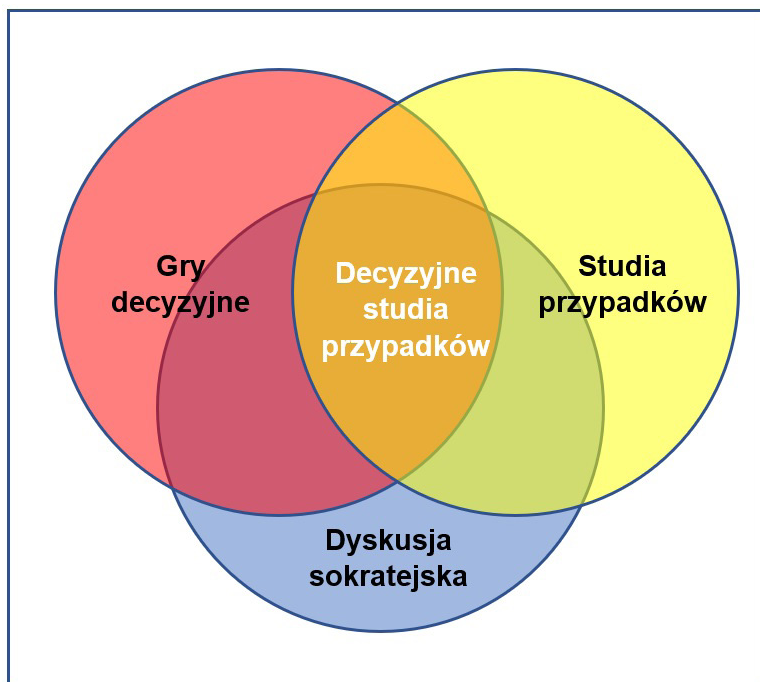 Gry
decyzyjne
Decyzyjne
studia
przypadków
Studia
przypadków
Dyskusja
sokratejska